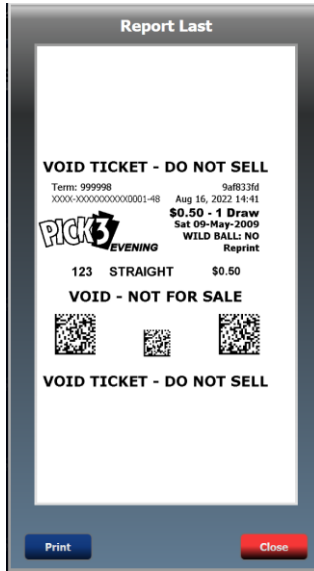 Report Last
VOID TICKET - DO NOT SELL
Term: 999998 9af833fd
XXXX-XXXXXXXXXX0001-48 Aug 16, 2022 14:41
$0.50 - 1 Draw
Sat 09-May-2009
PICK 3 WILD BALL: NO
EVENING Reprint
123 STRAIGHT $0.50
VOID - NOT FOR SALE
VOID TICKET - DO NOT SELL
Print Close